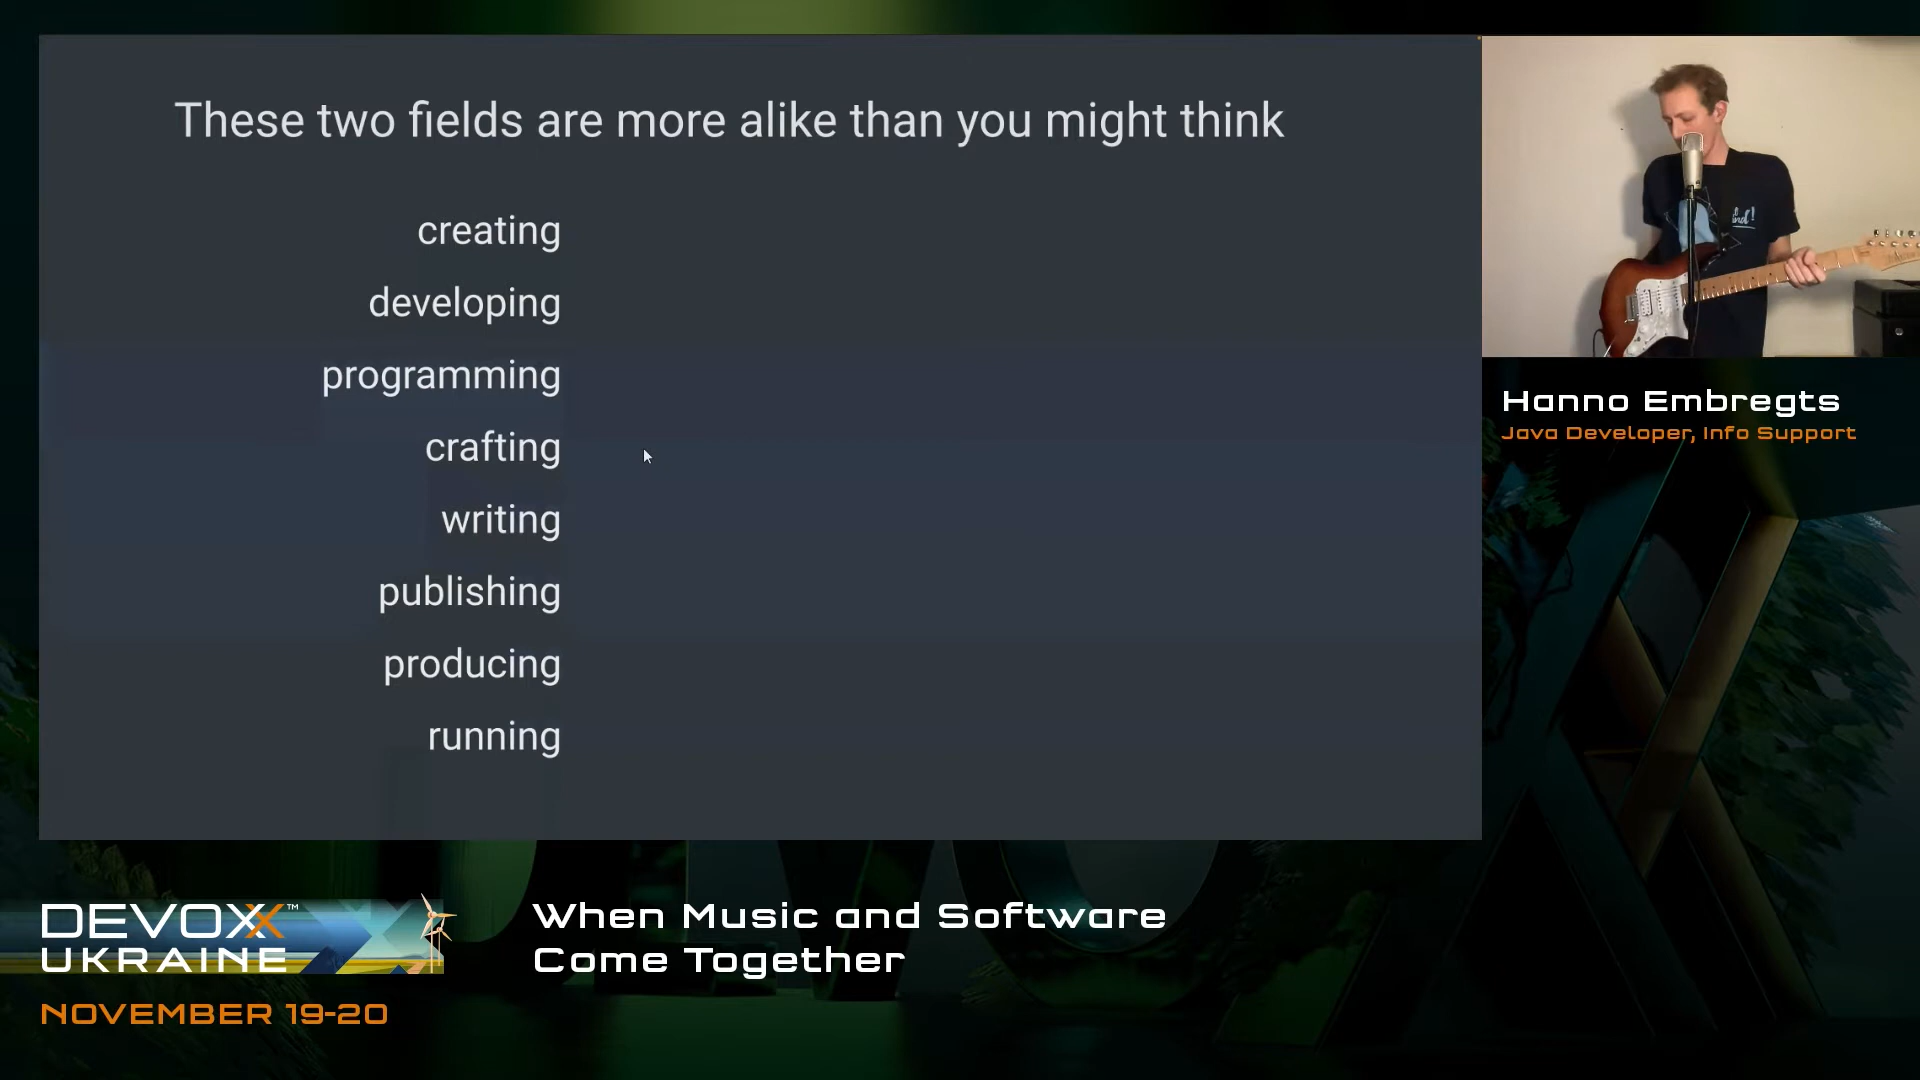 These two fields are more alike than you might think
creating
developing
programming
crafting
writing
publishing
producing
running
Hanno Embregts
Java Developer, Info Support
DEVOXX™
UKRAINE
NOVEMBER 19-20
When Music and Software
Come Together